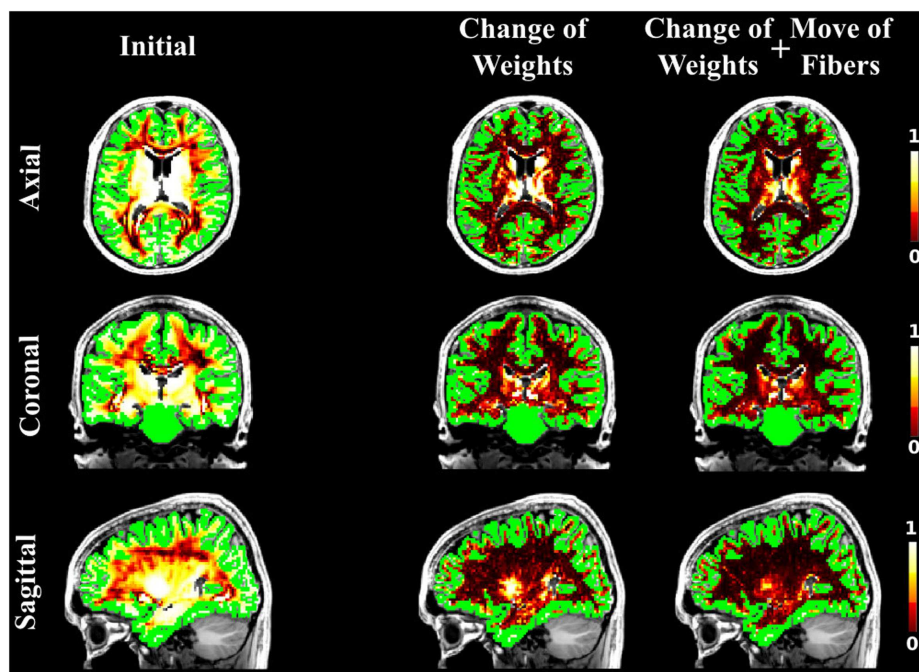 Initial
Change of
Weights
Change of
Weights
+
Move of
Fibers
Axial
1
0
Coronal
1
0
Sagittal
1
0